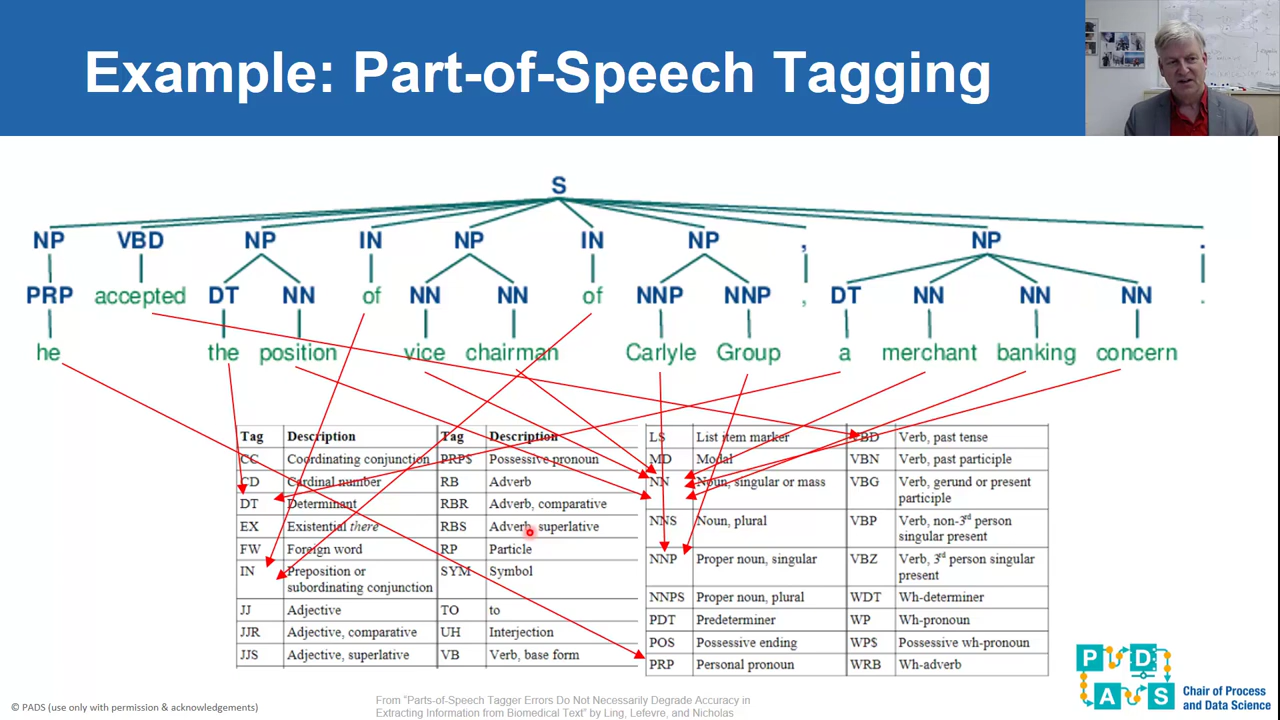 Example: Part-of-Speech Tagging
S
NP VBD NP IN NP IN NP , NP .
PRP accepted DT NN of NN NN of NNP NNP , DT NN NN NN .
he the position vice chairman Carlyle Group a merchant banking concern
Tag Description Tag Description
CC Coordinating conjunction PRP$ Possessive pronoun
CD Cardinal number RB Adverb
DT Determinant RBR Adverb, comparative
EX Existential there RBS Adverb, superlative
FW Foreign word RP Particle
IN Preposition or SYM Symbol
subordinating conjunction
JJ Adjective TO to
JJR Adjective, comparative UH Interjection
JJS Adjective, superlative VB Verb, base form
LS List item marker VBD Verb, past tense
MD Modal VBN Verb, past participle
NN Noun, singular or mass VBG Verb, gerund or present
participle
NNS Noun, plural VBP Verb, non-3rd person
singular present
NNP Proper noun, singular VBZ Verb, 3rd person singular
present
NNPS Proper noun, plural WDT Wh-determiner
PDT Predeterminer WP Wh-pronoun
POS Possessive ending WP$ Possessive wh-pronoun
PRP Personal pronoun WRB Wh-adverb
© PADS (use only with permission & acknowledgements)
From "Parts-of-Speech Tagger Errors Do Not Necessarily Degrade Accuracy in
Extracting Information from Biomedical Text" by Ling, Lefevre, and Nicholas
P D
A S
Chair of Process
and Data Science